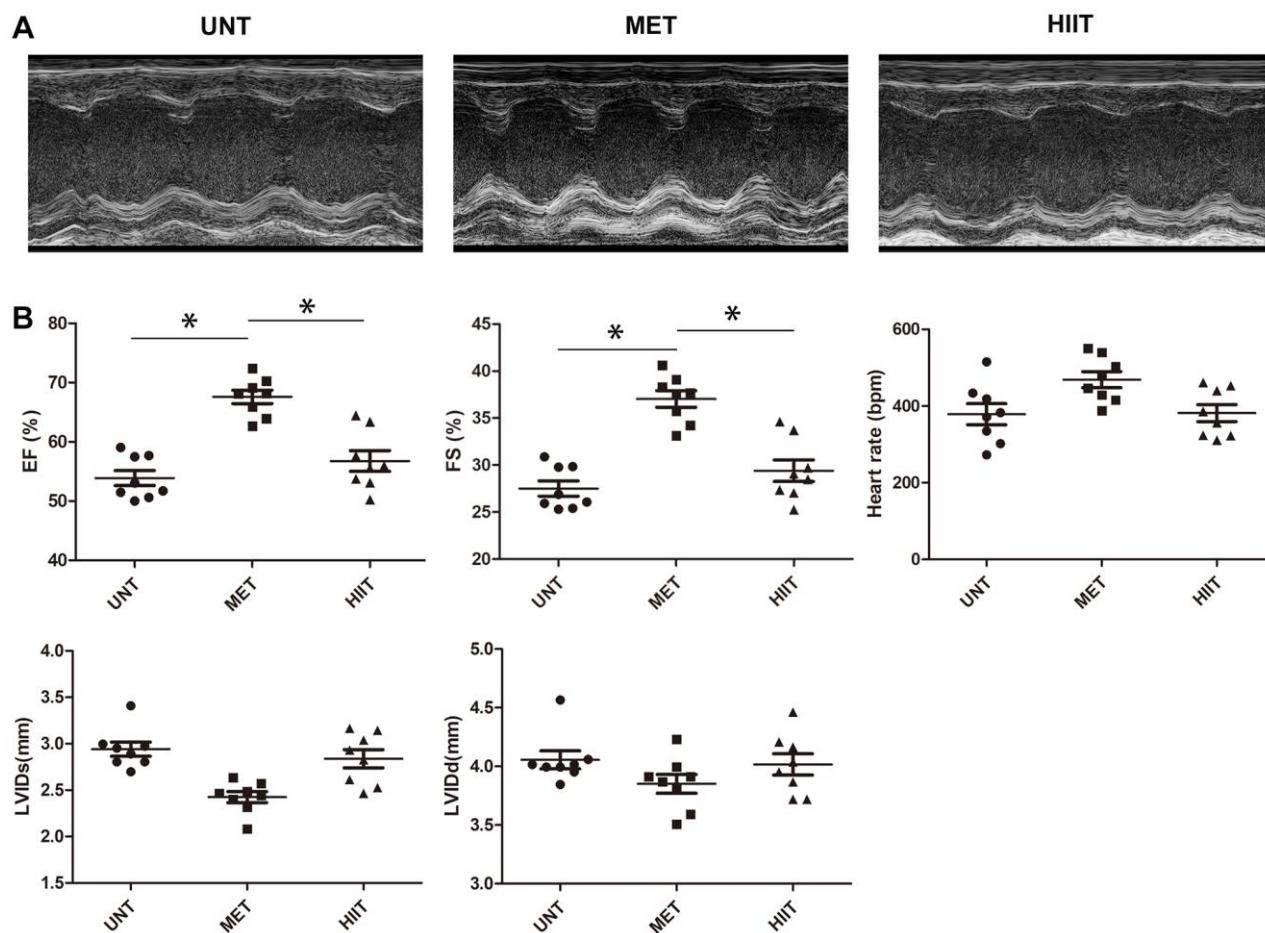 A
UNT
MET
HIIT
B
EF (%)
80
70
60
50
40
*
*
UNT
MET
HIIT
FS (%)
45
40
35
30
25
20
*
*
UNT
MET
HIIT
Heart rate (bpm)
600
400
200
0
UNT
MET
HIIT
LVIDs(mm)
4.0
3.5
3.0
2.5
2.0
1.5
UNT
MET
HIIT
LVIDd(mm)
5.0
4.5
4.0
3.5
3.0
UNT
MET
HIIT